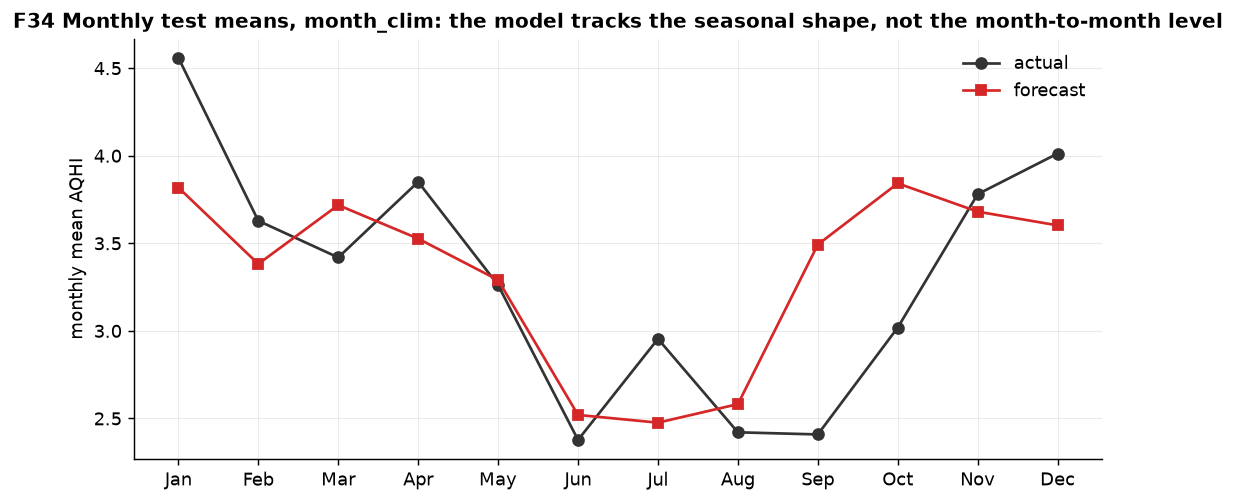 F34 Monthly test means, month_clim: the model tracks the seasonal shape, not the month-to-month level
actual
forecast
monthly mean AQHI
4.5
4.0
3.5
3.0
2.5
Jan Feb Mar Apr May Jun Jul Aug Sep Oct Nov Dec